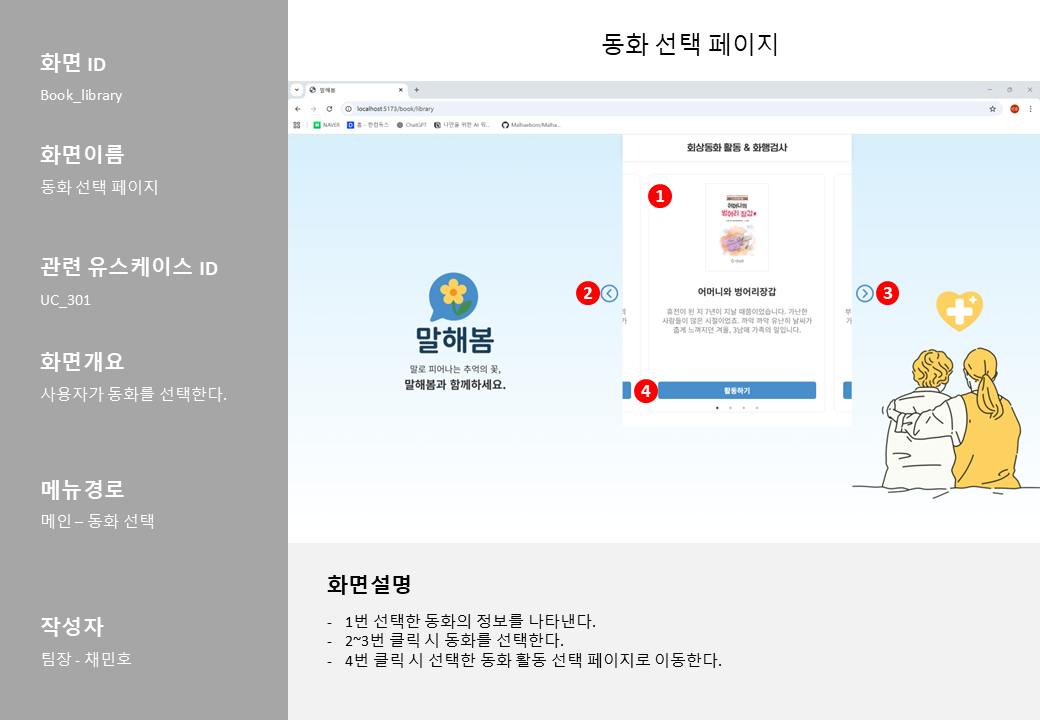 화면 ID
Book_library
화면이름
동화 선택 페이지
관련 유스케이스 ID
UC_301
화면개요
사용자가 동화를 선택한다.
메뉴경로
메인 – 동화 선택
작성자
팀장 - 채민호
동화 선택 페이지
말해봄
localhost:5173/book/library
NAVER
홈 - 한컴독스
ChatGPT
나만을 위한 AI 워...
Malhaebom/Malha...
회상동화 활동 & 화행검사
1
어머니의
벙어리 장갑
2
3
어머니와 벙어리장갑
휴전이 된 지 7년이 지날 때쯤이었습니다. 가난한
사람들이 많은 시절이었죠. 까악 까악 유난히 날씨가
춥게 느껴지던 겨울, 3남매 가족의 일입니다.
4
활동하기
말해봄
말로 피어나는 추억의 꽃,
말해봄과 함께하세요.
화면설명
- 1번 선택한 동화의 정보를 나타낸다.
- 2~3번 클릭 시 동화를 선택한다.
- 4번 클릭 시 선택한 동화 활동 선택 페이지로 이동한다.